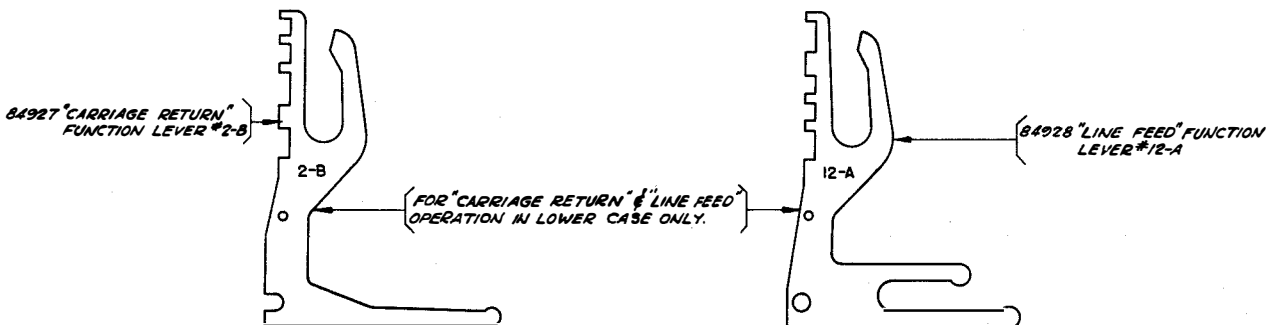 84927 "CARRIAGE RETURN"
FUNCTION LEVER #2-B
2-B
FOR "CARRIAGE RETURN" & "LINE FEED"
OPERATION IN LOWER CASE ONLY.
12-A
84928 "LINE FEED" FUNCTION
LEVER #12-A